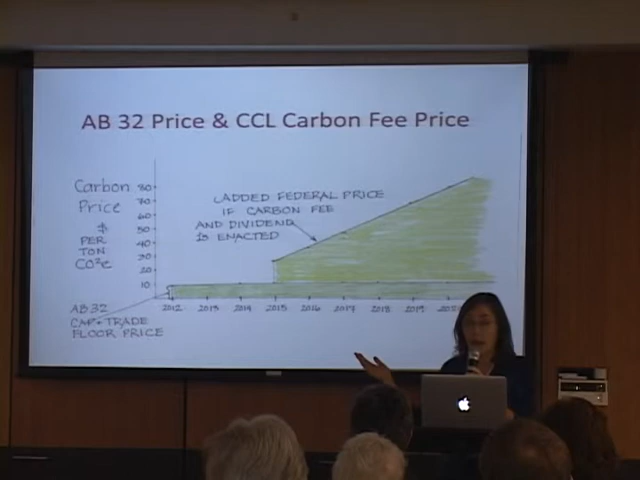 AB 32 Price & CCL Carbon Fee Price
Carbon
Price
$
PER
TON
CO2e
80
70
60
50
40
30
20
10
ADDED FEDERAL PRICE
IF CARBON FEE
AND DIVIDEND
IS ENACTED
2012 2013 2014 2015 2016 2017 2018 2019
AB 32
CAP+TRADE
FLOOR PRICE